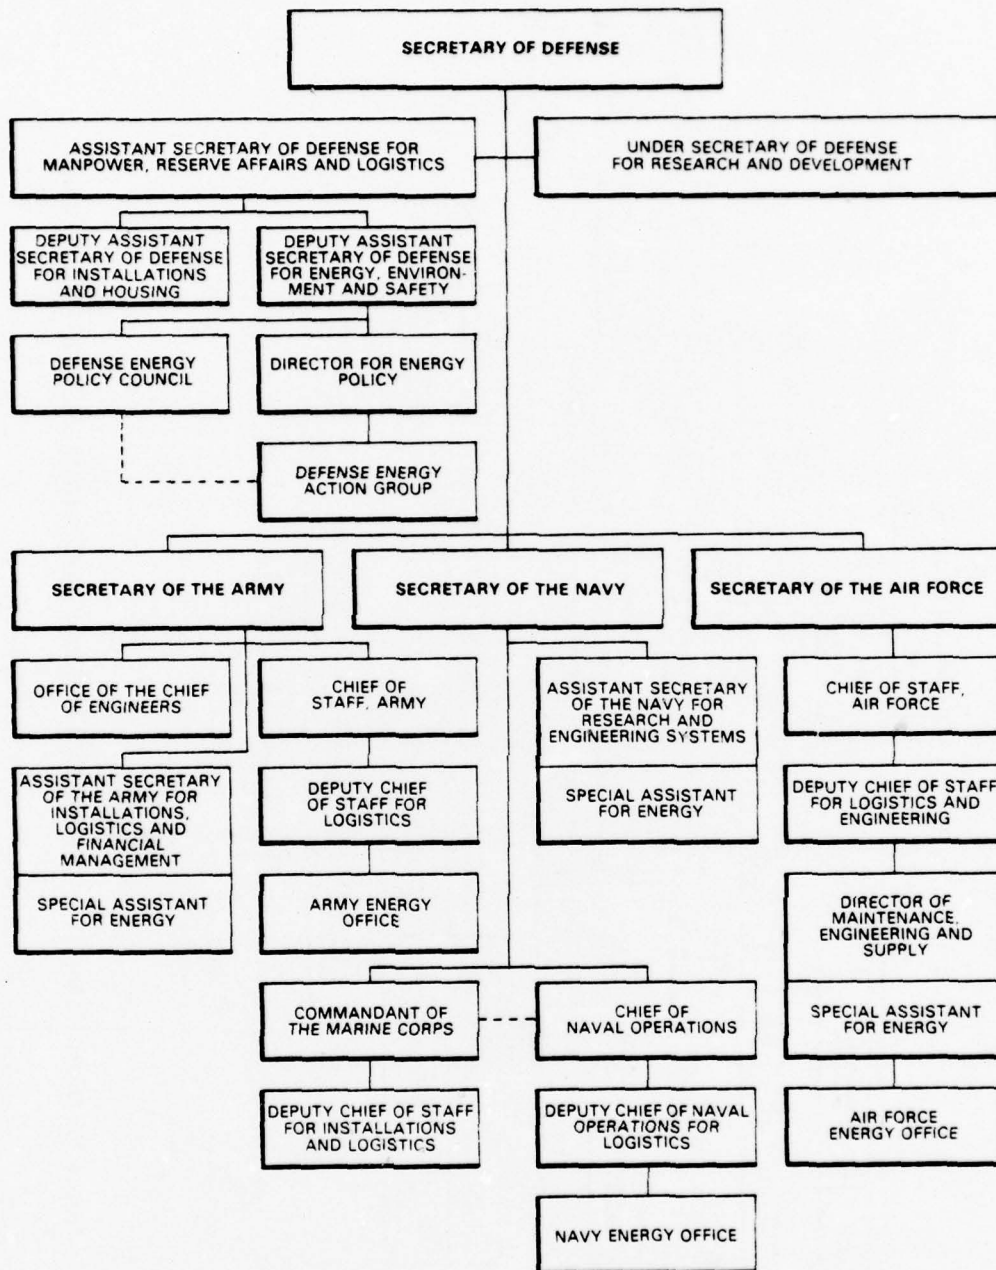 SECRETARY OF DEFENSE
ASSISTANT SECRETARY OF DEFENSE FOR
MANPOWER, RESERVE AFFAIRS AND LOGISTICS
UNDER SECRETARY OF DEFENSE
FOR RESEARCH AND DEVELOPMENT
DEPUTY ASSISTANT
SECRETARY OF DEFENSE
FOR INSTALLATIONS
AND HOUSING
DEPUTY ASSISTANT
SECRETARY OF DEFENSE
FOR ENERGY, ENVIRON-
MENT AND SAFETY
DEFENSE ENERGY
POLICY COUNCIL
DIRECTOR FOR ENERGY
POLICY
DEFENSE ENERGY
ACTION GROUP
SECRETARY OF THE ARMY
SECRETARY OF THE NAVY
SECRETARY OF THE AIR FORCE
OFFICE OF THE CHIEF
OF ENGINEERS
CHIEF OF
STAFF, ARMY
ASSISTANT SECRETARY
OF THE NAVY FOR
RESEARCH AND
ENGINEERING SYSTEMS
SPECIAL ASSISTANT
FOR ENERGY
CHIEF OF STAFF,
AIR FORCE
ASSISTANT SECRETARY
OF THE ARMY FOR
INSTALLATIONS,
LOGISTICS AND
FINANCIAL
MANAGEMENT
SPECIAL ASSISTANT
FOR ENERGY
DEPUTY CHIEF
OF STAFF FOR
LOGISTICS
DEPUTY CHIEF OF STAFF
FOR LOGISTICS AND
ENGINEERING
ARMY ENERGY
OFFICE
DIRECTOR OF
MAINTENANCE,
ENGINEERING AND
SUPPLY
SPECIAL ASSISTANT
FOR ENERGY
COMMANDANT OF
THE MARINE CORPS
CHIEF OF
NAVAL OPERATIONS
DEPUTY CHIEF OF STAFF
FOR INSTALLATIONS
AND LOGISTICS
DEPUTY CHIEF OF NAVAL
OPERATIONS FOR
LOGISTICS
AIR FORCE
ENERGY OFFICE
NAVY ENERGY OFFICE